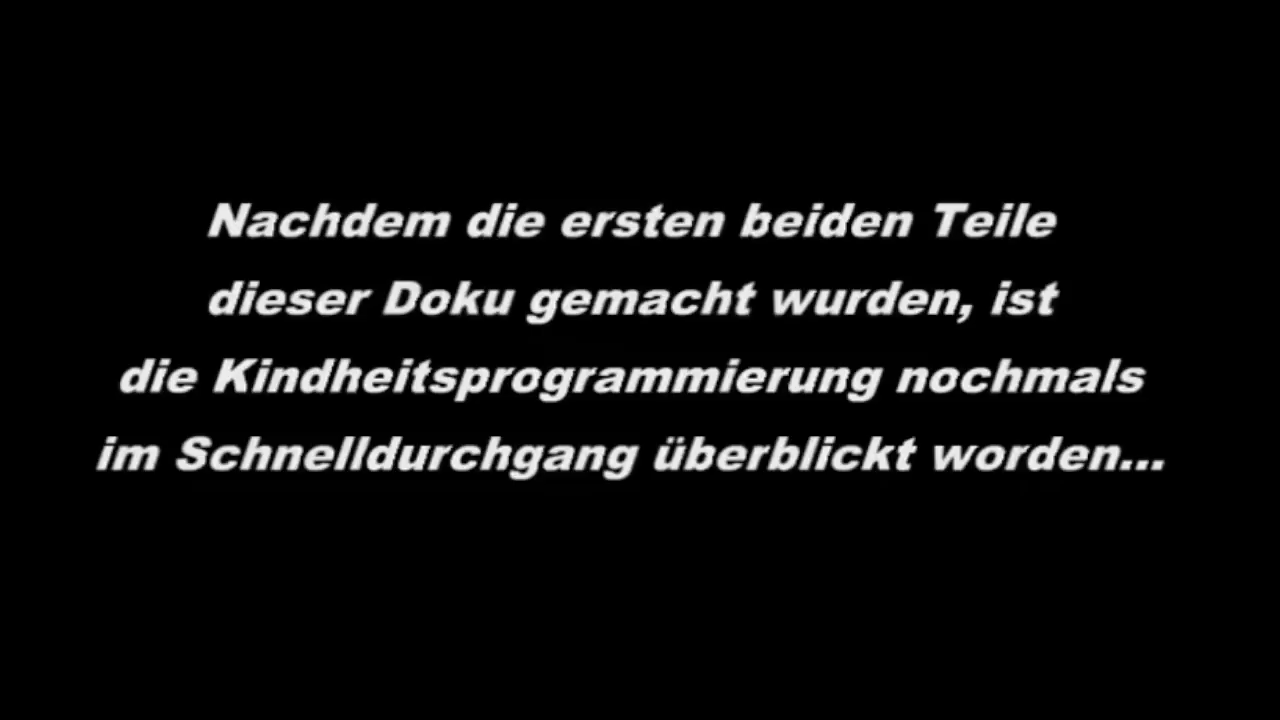 Nachdem die ersten beiden Teile
dieser Doku gemacht wurden, ist
die Kindheitsprogrammierung nochmals
im Schnelldurchgang überblickt worden...